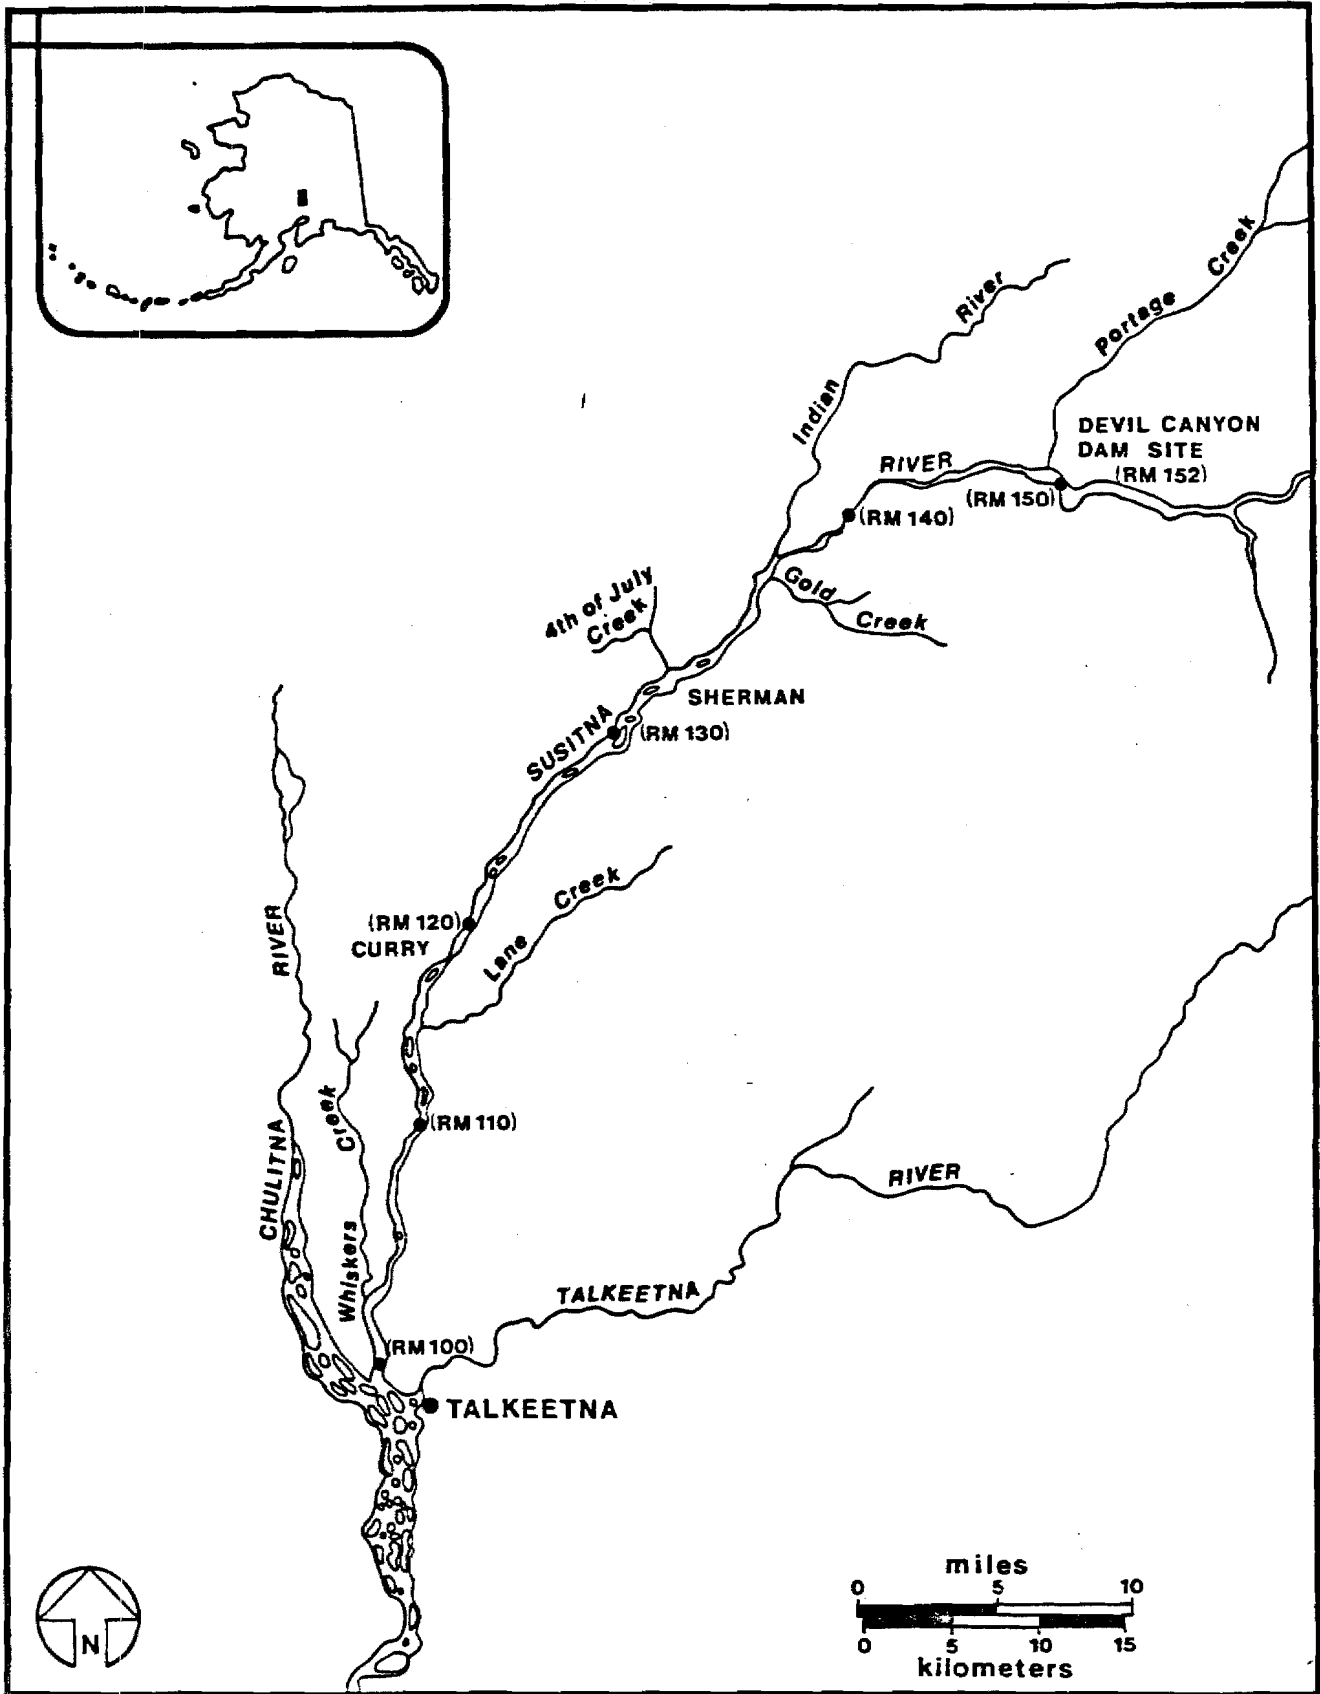 River
Creek
Portage
Indian
DEVIL CANYON
DAM SITE
(RM 152)
RIVER
(RM 150)
(RM 140)
4th of July
Creek
Gold
Creek
SHERMAN
SUSITNA
(RM 130)
Lane
Creek
(RM 120)
CURRY
RIVER
Creek
(RM 110)
CHULITNA
Whiskers
RIVER
TALKEETNA
(RM 100)
TALKEETNA
N
miles
0 5 10
0 5 10 15
kilometers